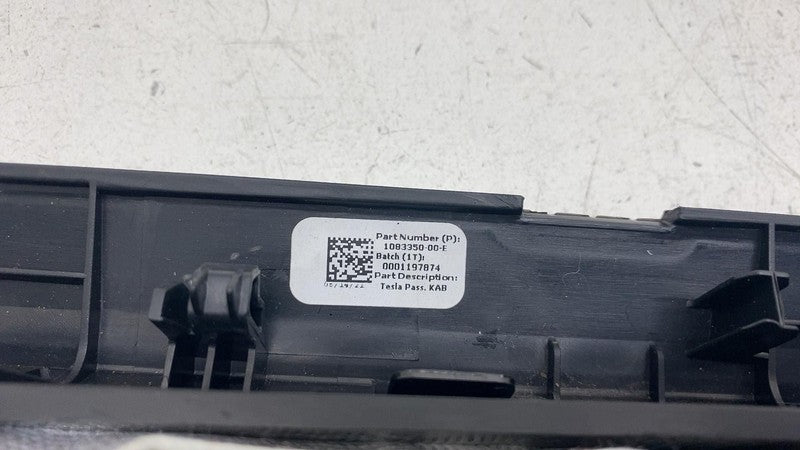 Part Number (P):
1083350-00-E
Batch (1T):
0001197874
Part Description:
Tesla Pass. KAB